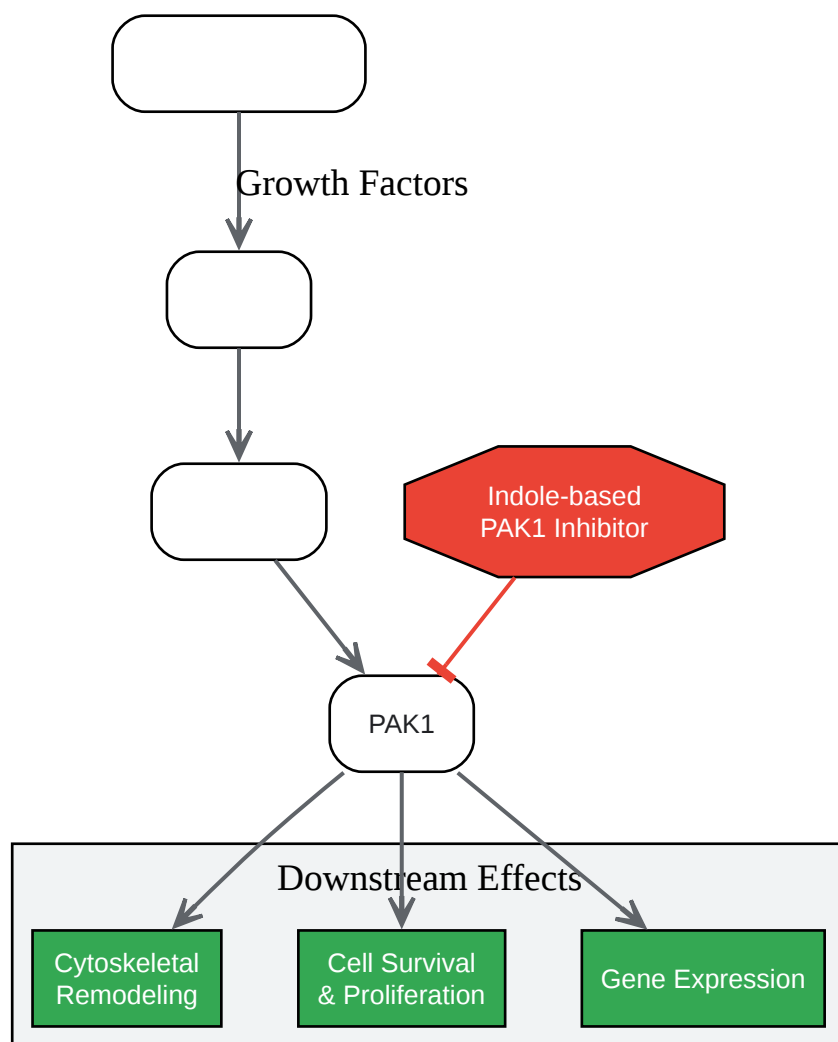 Growth Factors
Indole-based
PAK1 Inhibitor
PAK1
Downstream Effects
Cytoskeletal
Remodeling
Cell Survival
& Proliferation
Gene Expression